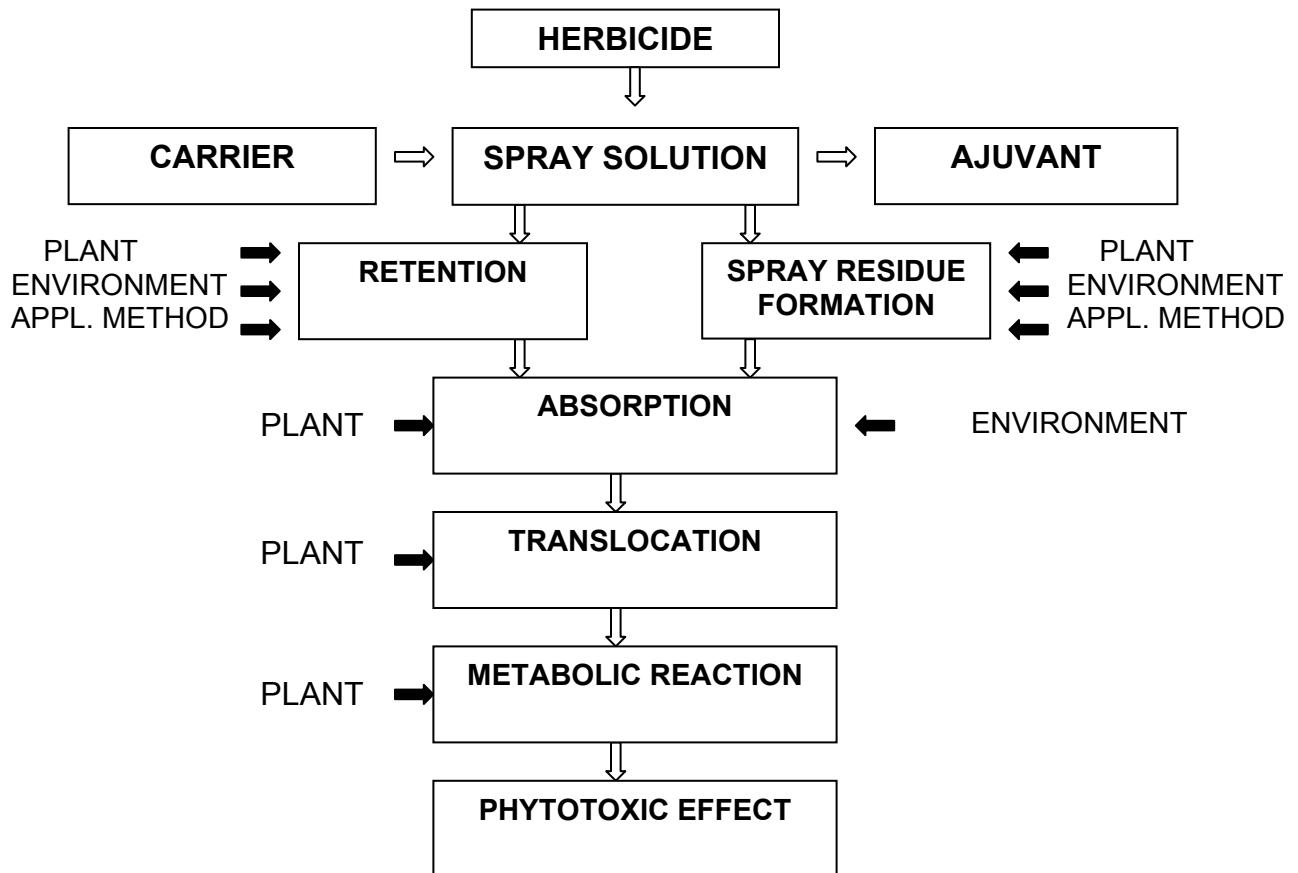 HERBICIDE
CARRIER
SPRAY SOLUTION
AJUVANT
PLANT
ENVIRONMENT
APPL. METHOD
RETENTION
SPRAY RESIDUE
FORMATION
PLANT
ENVIRONMENT
APPL. METHOD
PLANT
ABSORPTION
ENVIRONMENT
PLANT
TRANSLOCATION
PLANT
METABOLIC REACTION
PHYTOTOXIC EFFECT